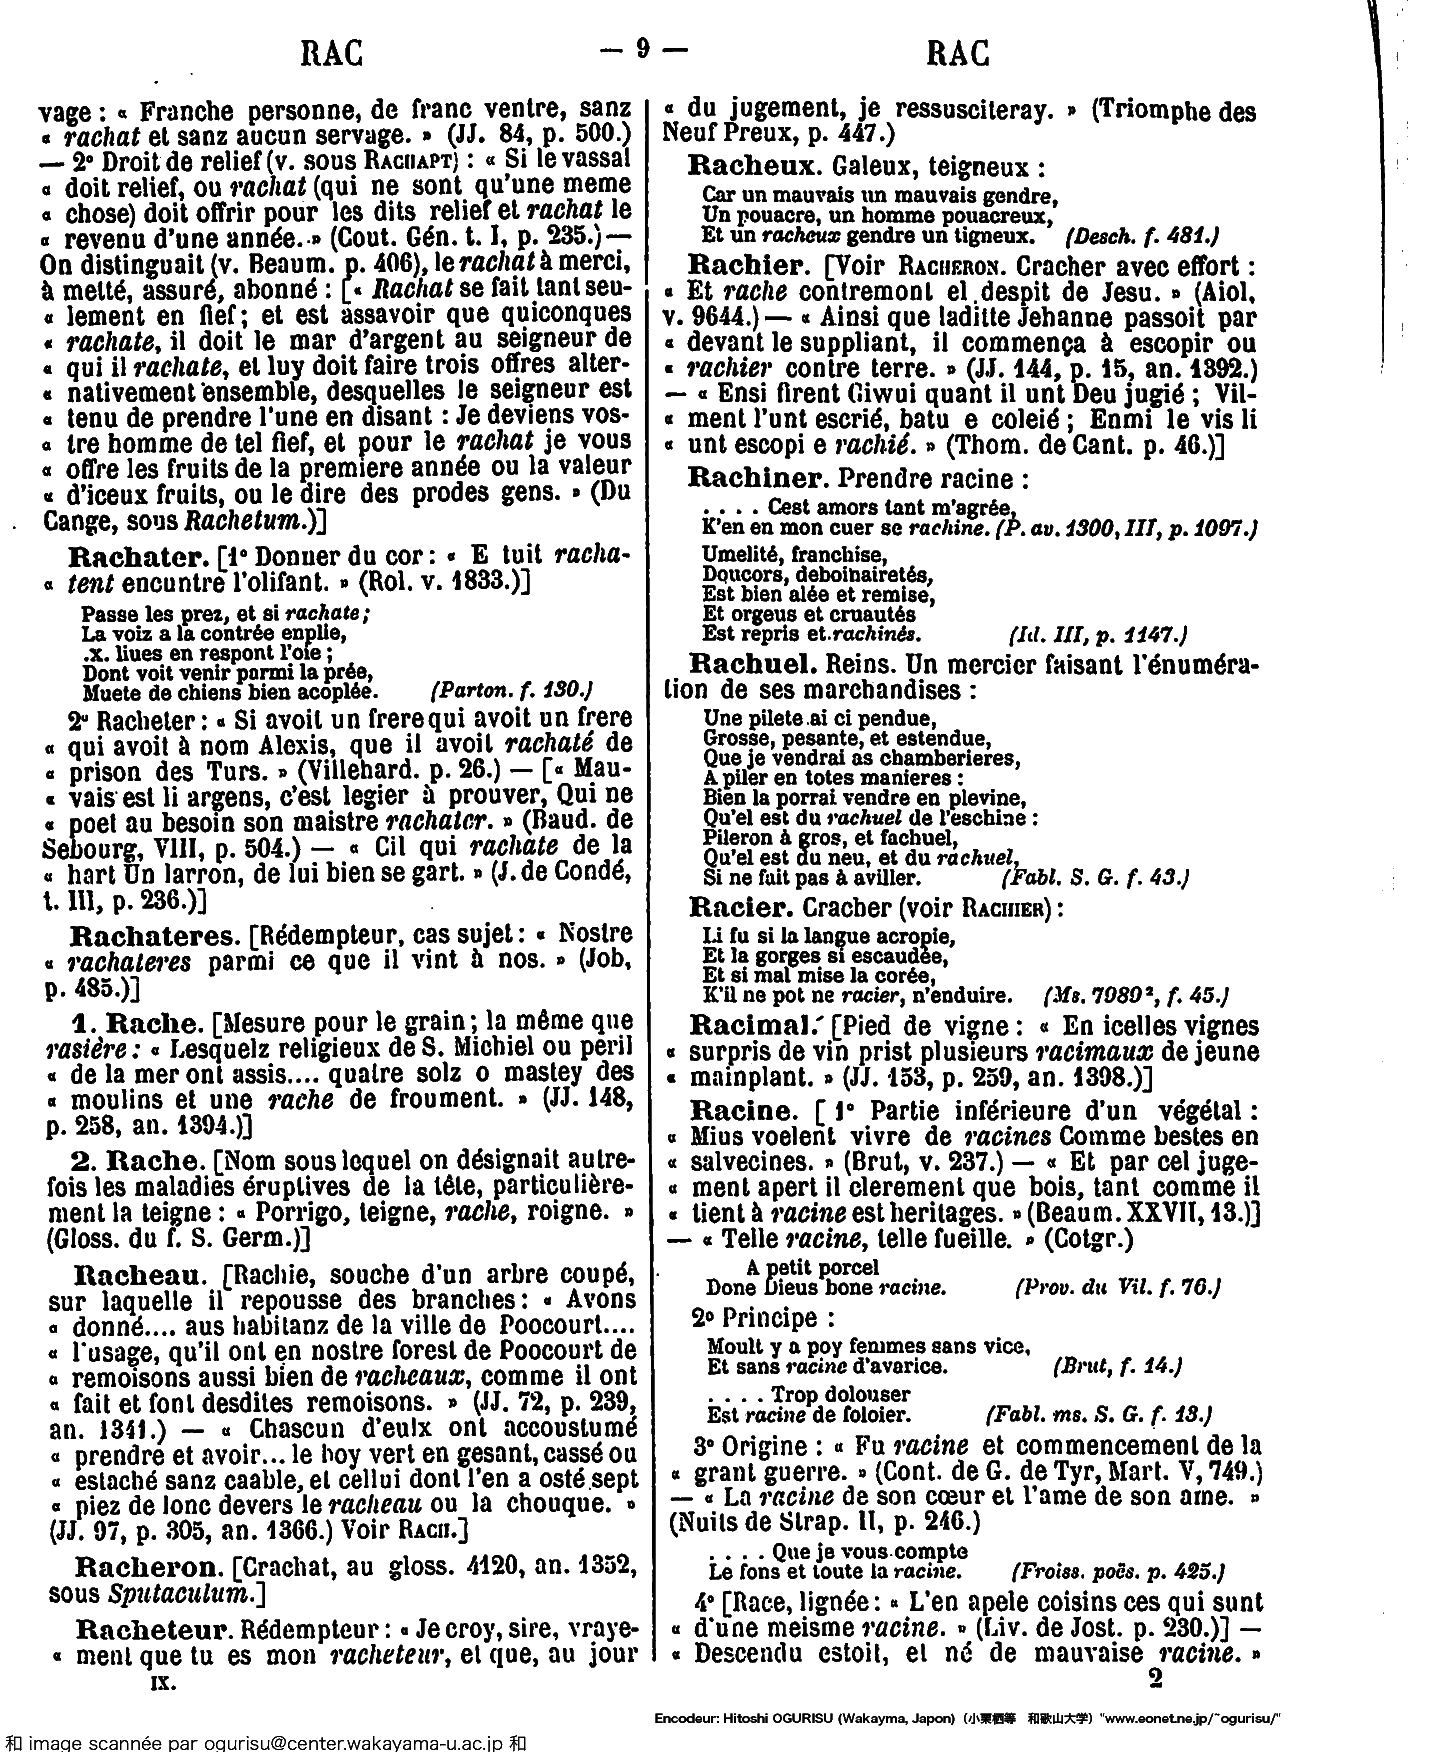 RAC — 9 — RAC
vage : « Franche personne, de franc ventre, sanz
« rachat et sanz aucun servage. » (JJ. 84, p. 500.)
— 2° Droit de relief (v. sous RACHAPT) : « Si le vassal
« doit relief, ou rachat (qui ne sont qu'une meme
« chose) doit offrir pour les dits relief et rachat le
« revenu d'une année. » (Cout. Gén. t. I, p. 235.) —
On distinguait (v. Beaum. p. 406), le rachat à merci,
à metté, assuré, abonné : [« Rachat se fait tant seu-
« lement en fief ; et est assavoir que quiconques
« rachate, il doit le mar d'argent au seigneur de
« qui il rachate, et luy doit faire trois offres alter-
« nativement ensemble, desquelles le seigneur est
« tenu de prendre l'une en disant : Je deviens vos-
« tre homme de tel fief, et pour le rachat je vous
« offre les fruits de la premiere année ou la valeur
« d'iceux fruits, ou le dire des prodes gens. » (Du
Cange, sous Rachetum.)]
Rachater. [1° Donner du cor : « E tuit racha-
« tent encuntre l'olifant. » (Rol. v. 1833.)]
Passe les prez, et si rachate ;
La voiz a la contrée enplie,
.x. liues en respont l'oïe ;
Dont voit venir parmi la prée,
Muete de chiens bien acoplée. (Parton. f. 130.)
2° Racheter : « Si avoit un frere qui avoit un frere
« qui avoit à nom Alexis, que il avoit rachaté de
« prison des Turs. » (Villehard. p. 26.) — [« Mau-
« vais est li argens, c'est legier à prouver, Qui ne
« poet au besoin son maistre rachater. » (Baud. de
Sebourg, VIII, p. 504.) — « Cil qui rachate de la
« hart Un larron, de lui bien se gart. » (J. de Condé,
t. III, p. 236.)]
Rachateres. [Rédempteur, cas sujet : « Nostre
« rachateres parmi ce que il vint à nos. » (Job,
p. 485.)]
1. Rache. [Mesure pour le grain ; la même que
rasière : « Lesquelz religieux de S. Michiel ou peril
« de la mer ont assis.... quatre solz o mastey des
« moulins et une rache de froument. » (JJ. 148,
p. 258, an. 1394.)]
2. Rache. [Nom sous lequel on désignait autre-
fois les maladies éruptives de la tête, particulière-
ment la teigne : « Porrigo, teigne, rache, roigne. »
(Gloss. du f. S. Germ.)]
Racheau. [Rachie, souche d'un arbre coupé,
sur laquelle il repousse des branches : « Avons
« donné.... aus habitanz de la ville de Poocourt....
« l'usage, qu'il ont en nostre forest de Poocourt de
« remoisons aussi bien de racheaux, comme il ont
« fait et font desdites remoisons. » (JJ. 72, p. 239,
an. 1341.) — « Chascun d'eulx ont accoustumé
« prendre et avoir... le boy vert en gesant, cassé ou
« estaché sanz caable, et cellui dont l'en a osté sept
« piez de lonc devers le racheau ou la chouque. »
(JJ. 97, p. 305, an. 1366.) Voir RACH.]
Racheron. [Crachat, au gloss. 4120, an. 1352,
sous Sputaculum.]
Racheteur. Rédempteur : « Je croy, sire, vraye-
« ment que tu es mon racheteur, et que, au jour
IX.
« du jugement, je ressusciteray. » (Triomphe des
Neuf Preux, p. 447.)
Racheux. Galeux, teigneux :
Car un mauvais un mauvais gendre,
Un pouacre, un homme pouacreux,
Et un racheux gendre un tigneux. (Desch. f. 481.)
Rachier. [Voir RACHERON. Cracher avec effort :
« Et rache contremont el despit de Jesu. » (Aiol,
v. 9644.) — « Ainsi que laditte Jehanne passoit par
« devant le suppliant, il commença à escopir ou
« rachier contre terre. » (JJ. 144, p. 15, an. 1392.)
— « Ensi firent Giwui quant il unt Deu jugié ; Vil-
« ment l'unt escrié, batu e coleié ; Enmi le vis li
« unt escopi e rachié. » (Thom. de Cant. p. 46.)]
Rachiner. Prendre racine :
. . . . Cest amors tant m'agrée,
K'en en mon cuer se rachine. (P. av. 1300, III, p. 1097.)
Umelité, franchise,
Doucors, deboinairetés,
Est bien alée et remise,
Et orgeus et cruautés
Est repris et rachinés. (Id. III, p. 1147.)
Rachuel. Reins. Un mercier faisant l'énuméra-
tion de ses marchandises :
Une pilete ai ci pendue,
Grosse, pesante, et estendue,
Que je vendrai as chamberieres,
A piler en totes manieres :
Bien la porrai vendre en plevine,
Qu'el est du rachuel de l'eschine :
Pileron à gros, et fachuel,
Qu'el est du neu, et du rachuel,
Si ne fait pas à aviller. (Fabl. S. G. f. 43.)
Racier. Cracher (voir RACHIER) :
Li fu si la langue acropie,
Et la gorges si escaudée,
Et si mal mise la corée,
K'il ne pot ne racier, n'enduire. (Ms. 7989², f. 45.)
Racimal. [Pied de vigne : « En icelles vignes
« surpris de vin prist plusieurs racimaux de jeune
« mainplant. » (JJ. 153, p. 259, an. 1398.)]
Racine. [ 1° Partie inférieure d'un végétal :
« Mius voelent vivre de racines Comme bestes en
« salvecines. » (Brut, v. 237.) — « Et par cel juge-
« ment apert il clerement que bois, tant comme il
« tient à racine est heritages. » (Beaum. XXVII, 13.)]
— « Telle racine, telle fueille. » (Cotgr.)
A petit porcel
Done Dieus bone racine. (Prov. du Vil. f. 76.)
2° Principe :
Moult y a poy femmes sans vice,
Et sans racine d'avarice. (Brut, f. 14.)
. . . . Trop dolouser
Est racine de foloier. (Fabl. ms. S. G. f. 13.)
3° Origine : « Fu racine et commencement de la
« grant guerre. » (Cont. de G. de Tyr, Mart. V, 749.)
— « La racine de son cœur et l'ame de son ame. »
(Nuits de Strap. II, p. 246.)
. . . . Que je vous compte
Le fons et toute la racine. (Froiss. poës. p. 425.)
4° [Race, lignée : « L'en apele coisins ces qui sunt
« d'une meisme racine. » (Liv. de Jost. p. 230.)] —
« Descendu estoit, et né de mauvaise racine. »
2
Encodeur: Hitoshi OGURISU (Wakayma, Japon) (小栗栖等 和歌山大学) "www.eonet.ne.jp/~ogurisu/"
和 image scannée par ogurisu@center.wakayama-u.ac.jp 和